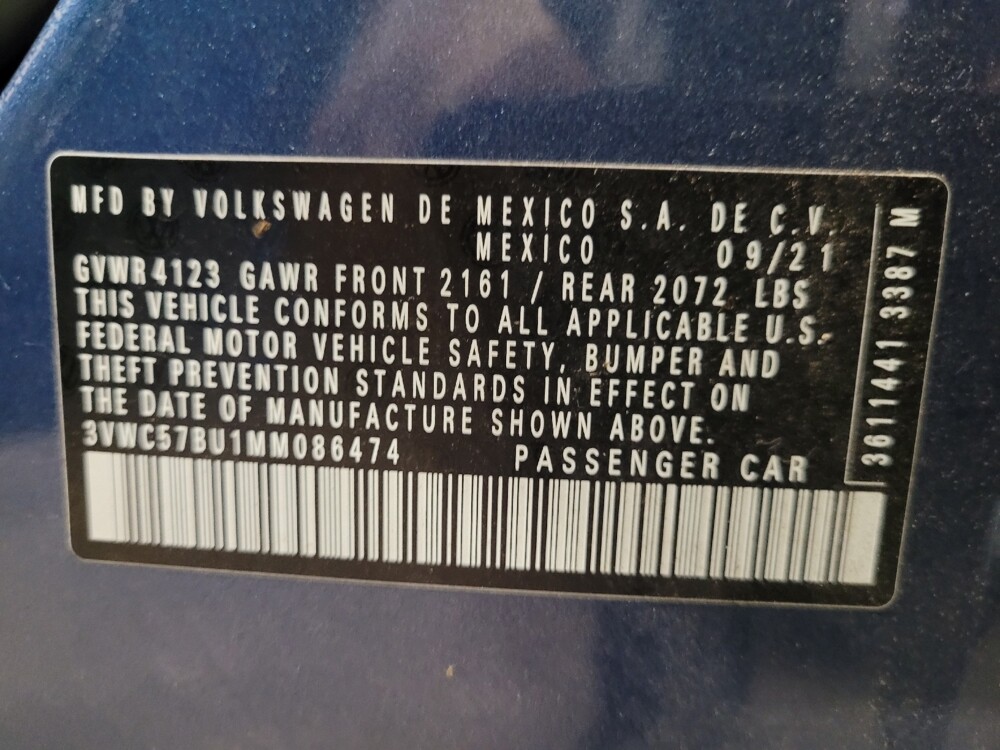 MFD BY VOLKSWAGEN DE MEXICO S.A. DE C.V.
MEXICO 09/21
GVWR 4123 GAWR FRONT 2161 / REAR 2072 LBS
THIS VEHICLE CONFORMS TO ALL APPLICABLE U.S.
FEDERAL MOTOR VEHICLE SAFETY, BUMPER AND
THEFT PREVENTION STANDARDS IN EFFECT ON
THE DATE OF MANUFACTURE SHOWN ABOVE.
3VWC57BU1MM086474 PASSENGER CAR
3611441 3387 M